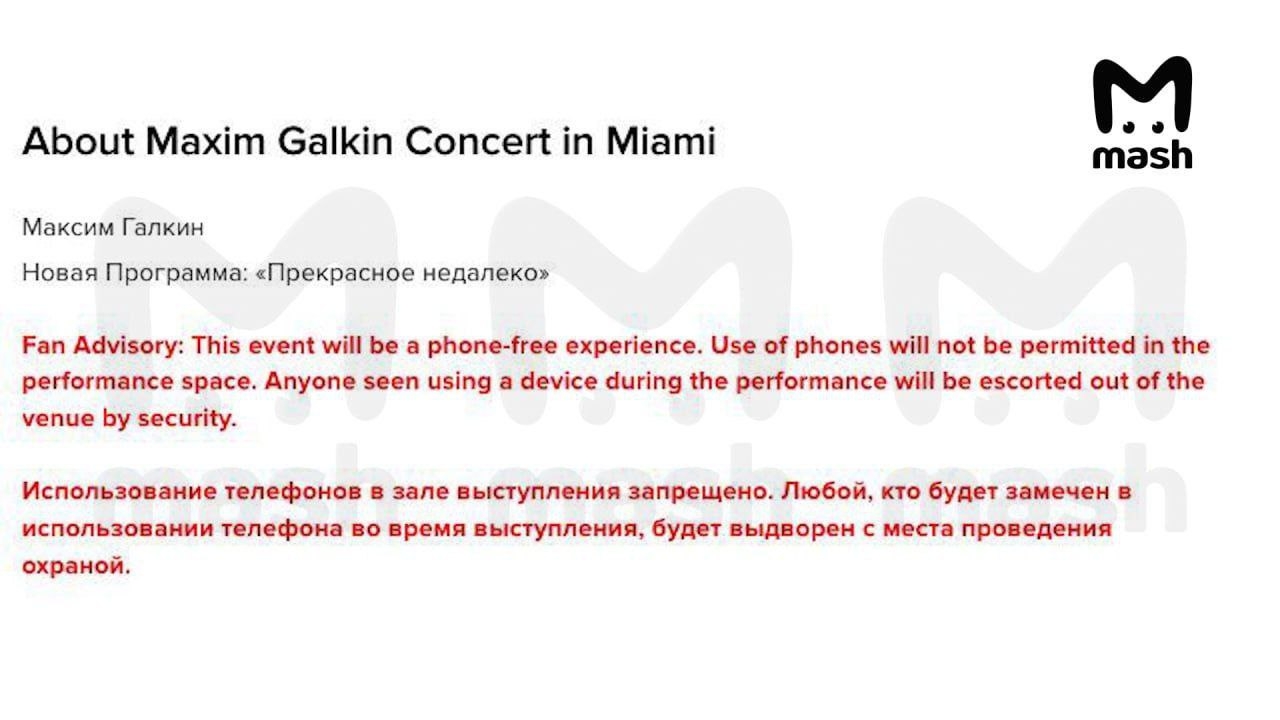 mash
About Maxim Galkin Concert in Miami
Максим Галкин
Новая Программа: «Прекрасное недалеко»
Fan Advisory: This event will be a phone-free experience. Use of phones will not be permitted in the
performance space. Anyone seen using a device during the performance will be escorted out of the
venue by security.
Использование телефонов в зале выступления запрещено. Любой, кто будет замечен в
использовании телефона во время выступления, будет выдворен с места проведения
охраной.
mash mash mash